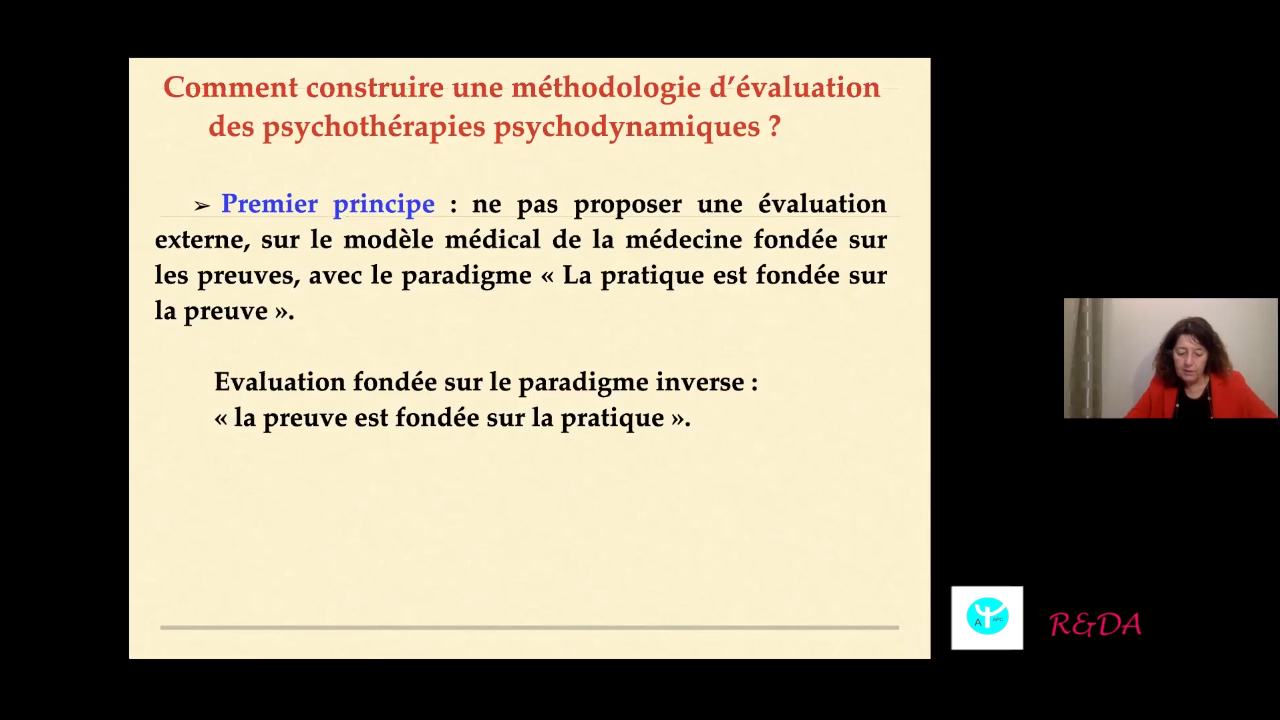 Comment construire une méthodologie d’évaluation
des psychothérapies psychodynamiques ?
➢ Premier principe : ne pas proposer une évaluation
externe, sur le modèle médical de la médecine fondée sur
les preuves, avec le paradigme « La pratique est fondée sur
la preuve ».
Evaluation fondée sur le paradigme inverse :
« la preuve est fondée sur la pratique ».
R&DA